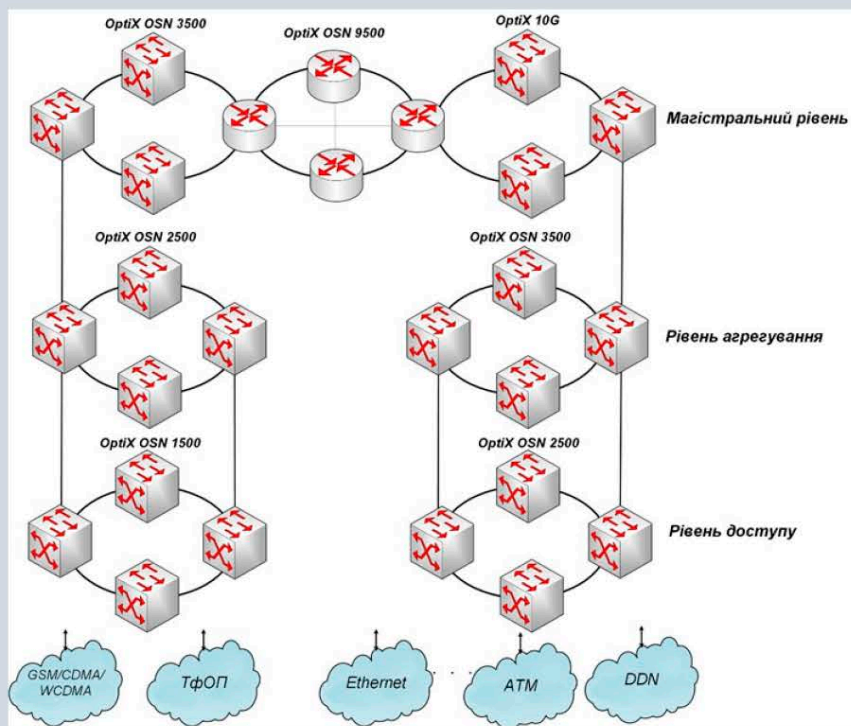 OptiX OSN 3500
OptiX OSN 9500
OptiX 10G
Магістральний рівень
OptiX OSN 2500
OptiX OSN 3500
Рівень агрегування
OptiX OSN 1500
OptiX OSN 2500
Рівень доступу
GSM/CDMA/
WCDMA
ТфОП
Ethernet
ATM
DDN